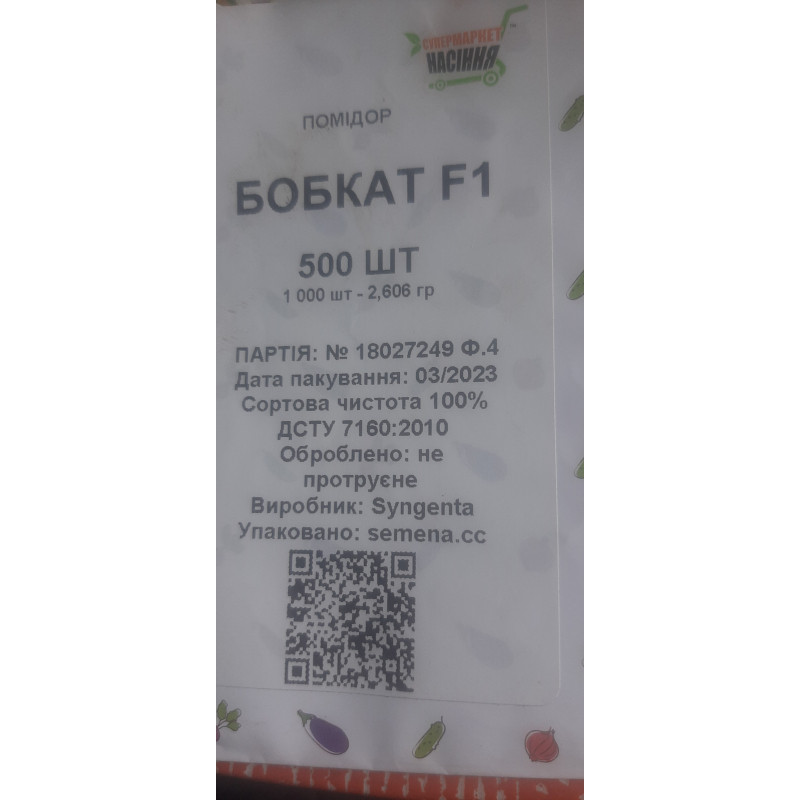 СУПЕРМАРКЕТ
НАСІННЯ
ПОМІДОР
БОБКАТ F1
500 ШТ
1 000 шт - 2,606 гр
ПАРТІЯ: № 18027249 Ф.4
Дата пакування: 03/2023
Сортова чистота 100%
ДСТУ 7160:2010
Оброблено: не
протруєне
Виробник: Syngenta
Упаковано: semena.cc